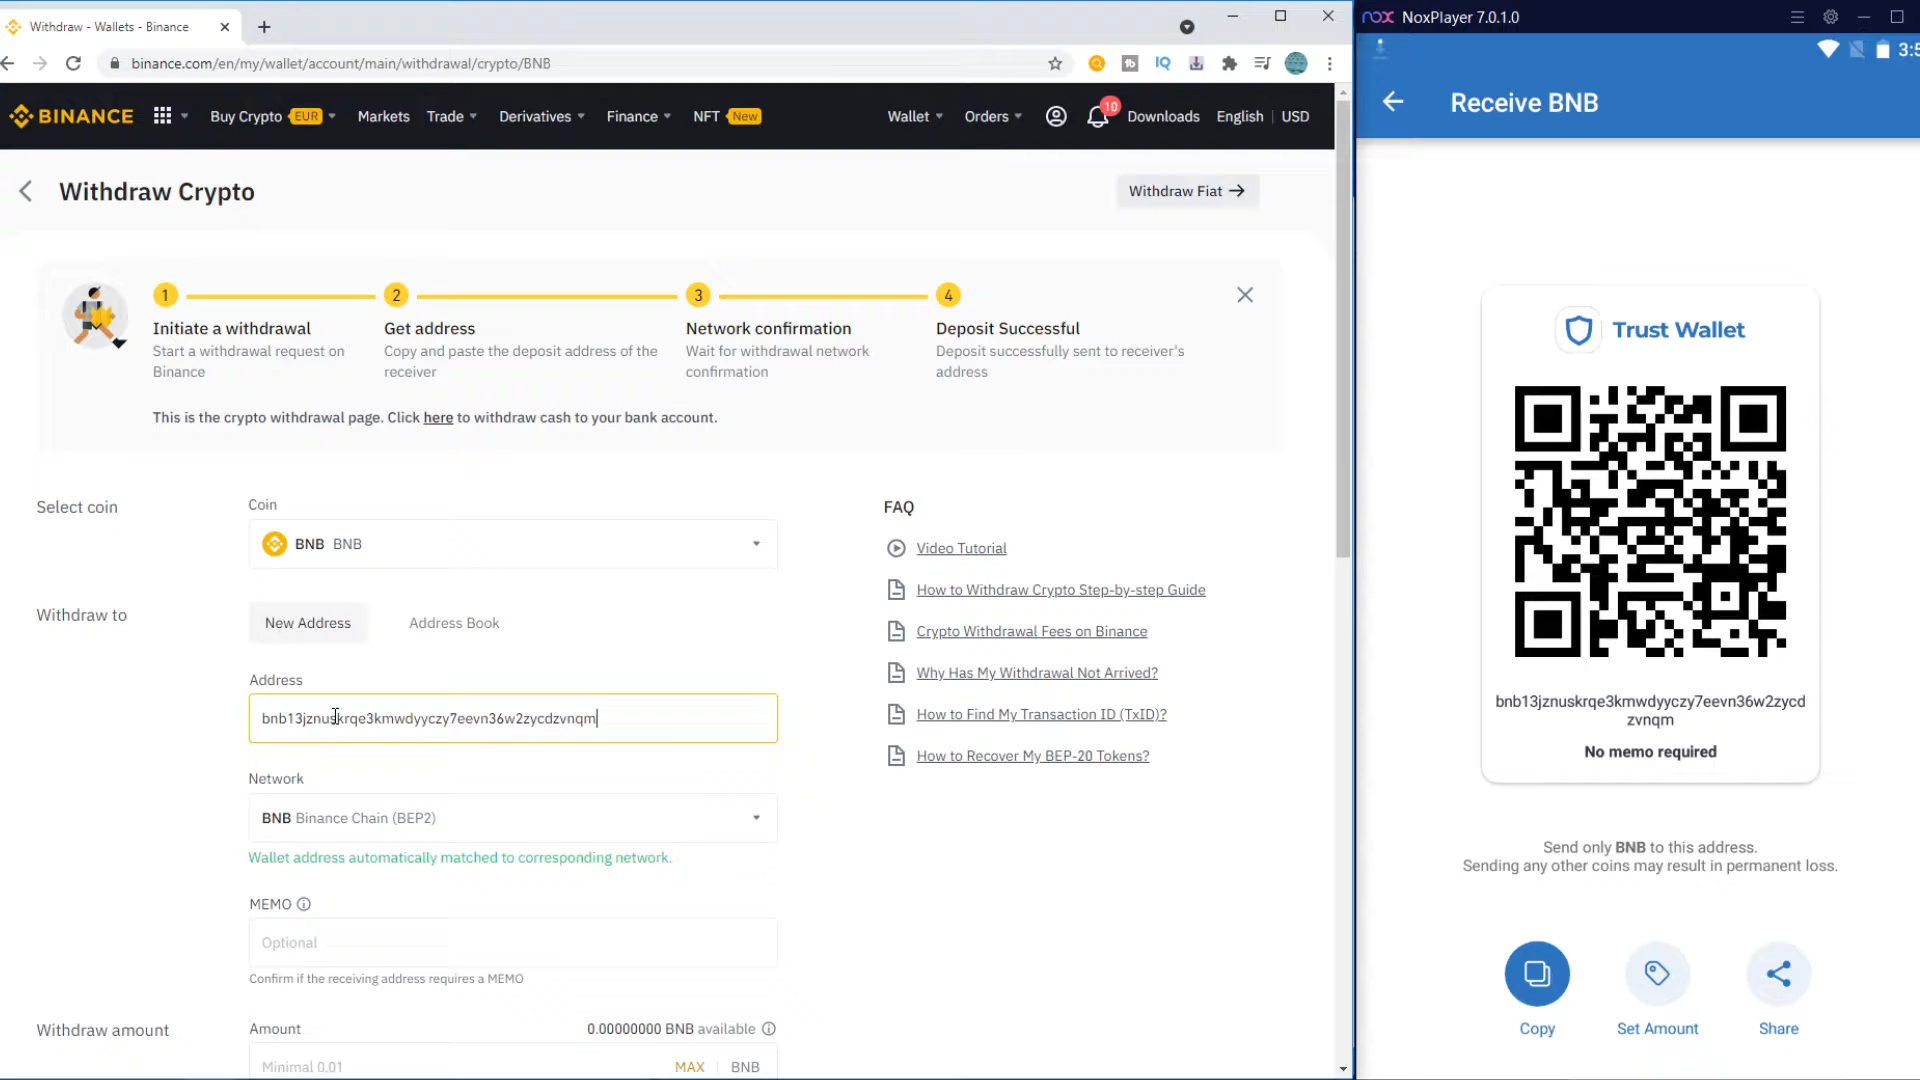 Withdraw - Wallets - Binance
binance.com/en/my/wallet/account/main/withdrawal/crypto/BNB
BINANCE
Buy Crypto EUR
Markets
Trade
Derivatives
Finance
NFT New
Wallet
Orders
10
Downloads
English | USD
Withdraw Crypto
Withdraw Fiat
1
2
3
4
Initiate a withdrawal
Start a withdrawal request on
Binance
Get address
Copy and paste the deposit address of the
receiver
Network confirmation
Wait for withdrawal network
confirmation
Deposit Successful
Deposit successfully sent to receiver's
address
This is the crypto withdrawal page. Click here to withdraw cash to your bank account.
Select coin
Coin
BNB BNB
Withdraw to
New Address
Address Book
Address
bnb13jznuskrqe3kmwdyyczy7eevn36w2zycdzvnqm
Network
BNB Binance Chain (BEP2)
Wallet address automatically matched to corresponding network.
MEMO
Optional
Confirm if the receiving address requires a MEMO
Withdraw amount
Amount
0.00000000 BNB available
Minimal 0.01
MAX | BNB
FAQ
Video Tutorial
How to Withdraw Crypto Step-by-step Guide
Crypto Withdrawal Fees on Binance
Why Has My Withdrawal Not Arrived?
How to Find My Transaction ID (TxID)?
How to Recover My BEP-20 Tokens?
nox NoxPlayer 7.0.1.0
3:5
Receive BNB
Trust Wallet
bnb13jznuskrqe3kmwdyyczy7eevn36w2zycd
zvnqm
No memo required
Send only BNB to this address.
Sending any other coins may result in permanent loss.
Copy
Set Amount
Share